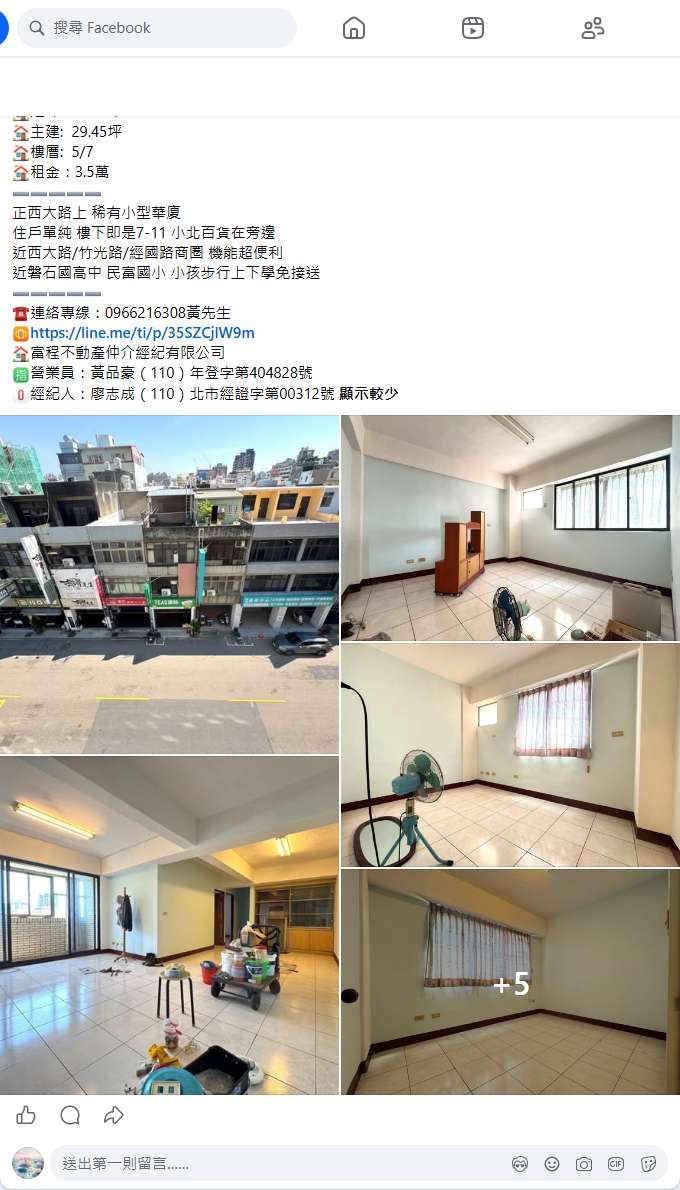 搜尋 Facebook
主建: 29.45坪
樓層: 5/7
租金：3.5萬
正西大路上 稀有小型華廈
住戶單純 樓下即是7-11 小北百貨在旁邊
近西大路/竹光路/經國路商圈 機能超便利
近磐石國高中 民富國小 小孩步行上下學免接送
連絡專線：0966216308黃先生
https://line.me/ti/p/35SZCjlW9m
富程不動產仲介經紀有限公司
指營業員：黃品豪（110）年登字第404828號
經紀人：廖志成（110）北市經證字第00312號 顯示較少
+5
送出第一則留言......
GIF